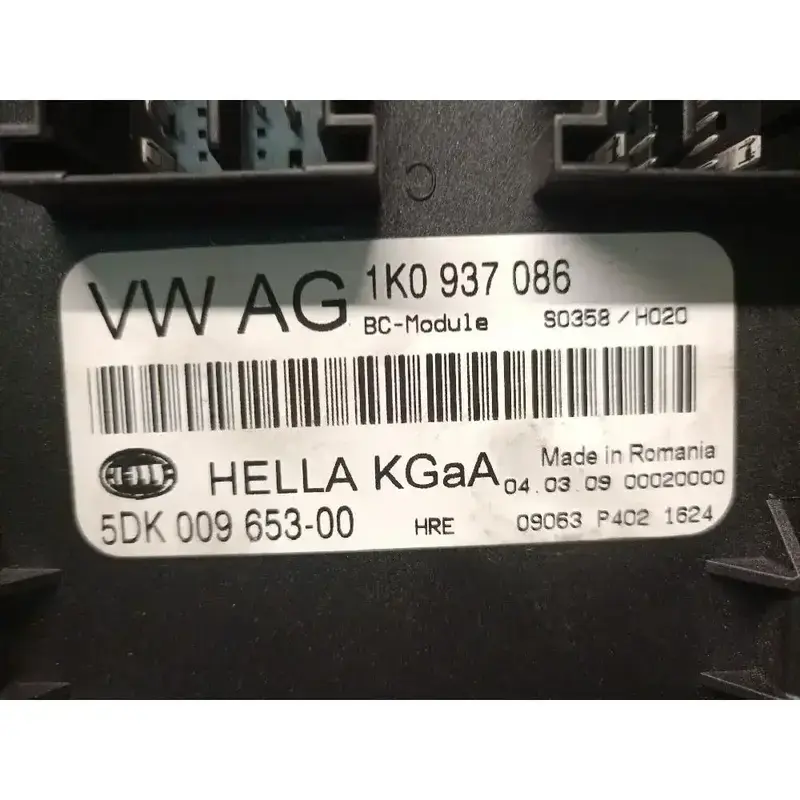 C
VW AG 1K0 937 086
BC-Module S0358/H020
HELLA HELLA KGaA Made in Romania
04.03.09 00020000
5DK 009 653-00 HRE 09063 P402 1624